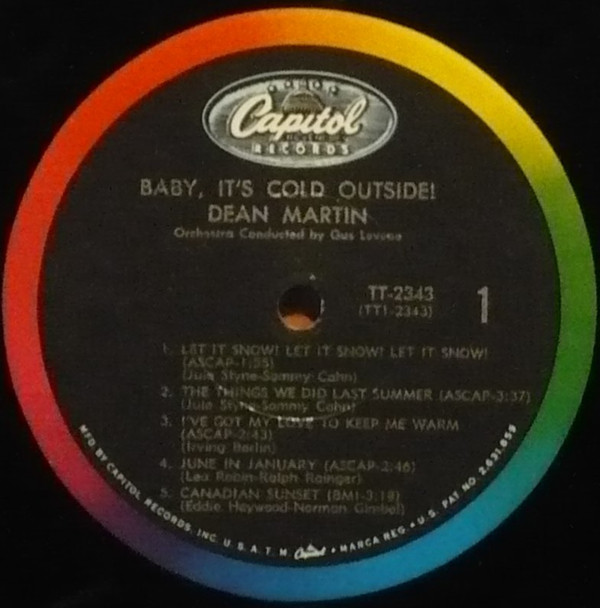 Capitol
RECORDS
BABY, IT'S COLD OUTSIDE!
DEAN MARTIN
Orchestra Conducted by Gus Levene
TT-2343
(TT1-2343)
1
1. LET IT SNOW! LET IT SNOW! LET IT SNOW!
(ASCAP-1:55)
(Jule Styne-Sammy Cahn)
2. THE THINGS WE DID LAST SUMMER (ASCAP-3:37)
(Jule Styne-Sammy Cahn)
3. I'VE GOT MY LOVE TO KEEP ME WARM
(ASCAP-2:43)
(Irving Berlin)
4. JUNE IN JANUARY (ASCAP-2:46)
(Leo Robin-Ralph Rainger)
5. CANADIAN SUNSET (BMI-3:18)
(Eddie Heywood-Norman Gimbel)
MFD. BY CAPITOL RECORDS, INC. U.S.A. T.M. Capitol • MARCA REG. • U.S. PAT. NO. 2,631,859